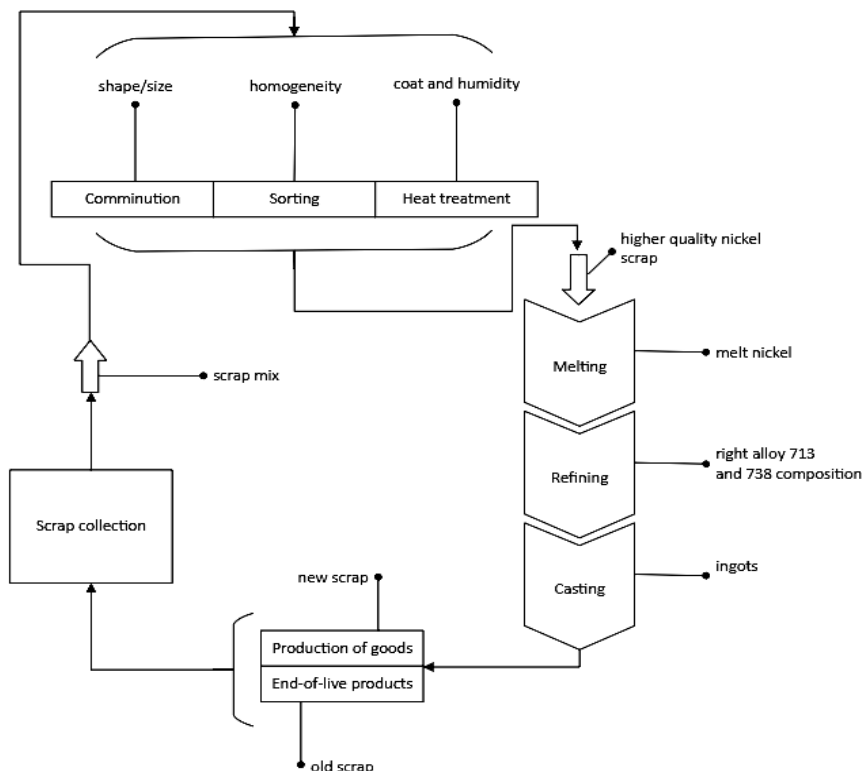 shape/size
homogeneity
coat and humidity
Comminution
Sorting
Heat treatment
higher quality nickel
scrap
Melting
melt nickel
scrap mix
Refining
right alloy 713
and 738 composition
Scrap collection
Casting
ingots
new scrap
Production of goods
End-of-live products
old scrap